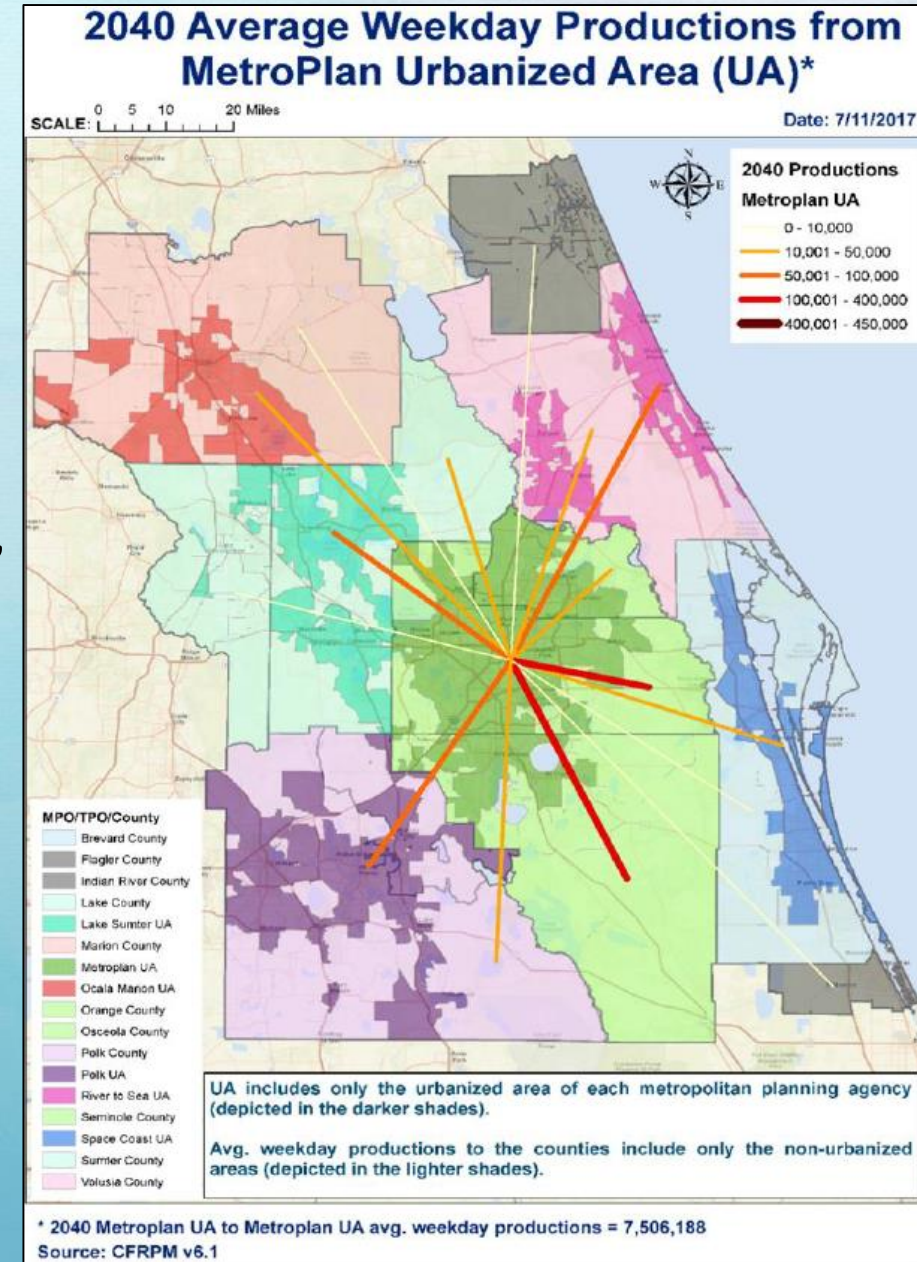 2040 Average Weekday Productions from
MetroPlan Urbanized Area (UA)*
SCALE: 0 5 10 20 Miles
Date: 7/11/2017
N
W E
S
2040 Productions
Metroplan UA
0 - 10,000
10,001 - 50,000
50,001 - 100,000
100,001 - 400,000
400,001 - 450,000
MPO/TPO/County
Brevard County
Flagler County
Indian River County
Lake County
Lake Sumter UA
Marion County
Metroplan UA
Ocala Marion UA
Orange County
Osceola County
Polk County
Polk UA
River to Sea UA
Seminole County
Space Coast UA
Sumter County
Volusia County
UA includes only the urbanized area of each metropolitan planning agency
(depicted in the darker shades).
Avg. weekday productions to the counties include only the non-urbanized
areas (depicted in the lighter shades).
* 2040 Metroplan UA to Metroplan UA avg. weekday productions = 7,506,188
Source: CFRPM v6.1